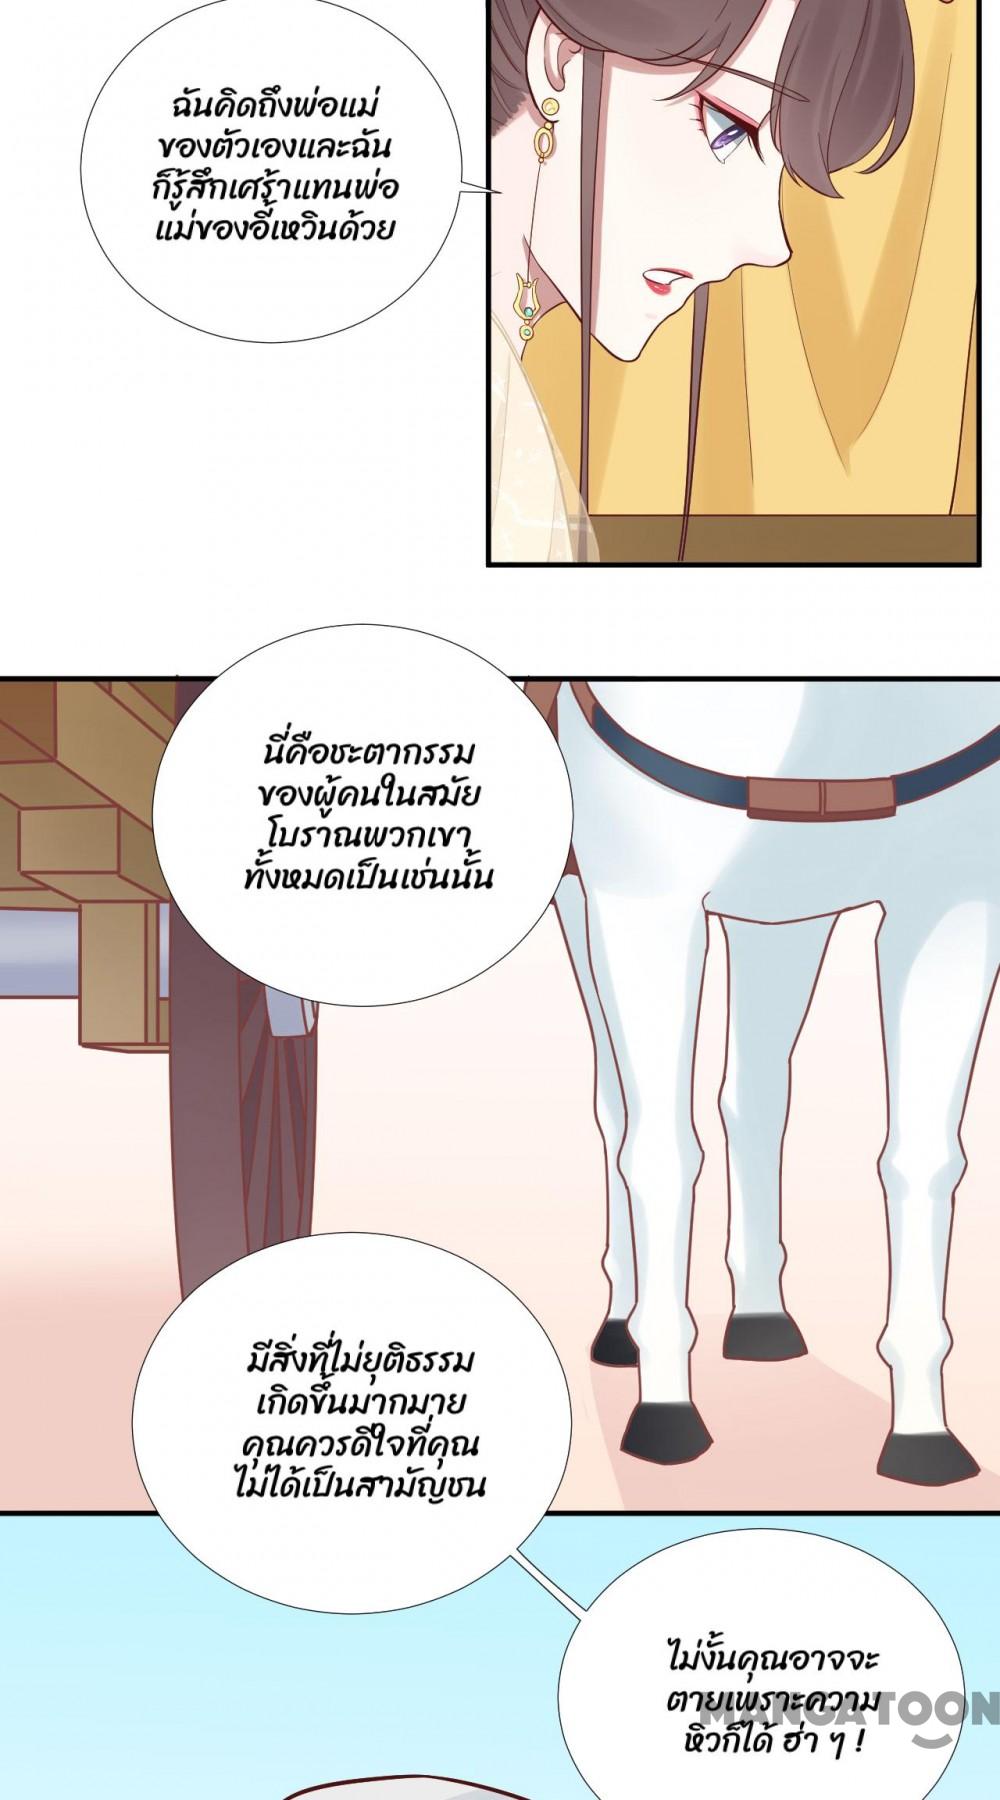 ฉันคิดถึงพ่อแม่
ของตัวเองและฉัน
ก็รู้สึกเศร้าแทนพ่อ
แม่ของอี้เหวินด้วย
นี่คือชะตากรรม
ของผู้คนในสมัย
โบราณพวกเขา
ทั้งหมดเป็นเช่นนั้น
มีสิ่งที่ไม่ยุติธรรม
เกิดขึ้นมากมาย
คุณควรดีใจที่คุณ
ไม่ได้เป็นสามัญชน
ไม่งั้นคุณอาจจะ
ตายเพราะความ
หิวก็ได้ ฮ่า ๆ !
MANGATOON